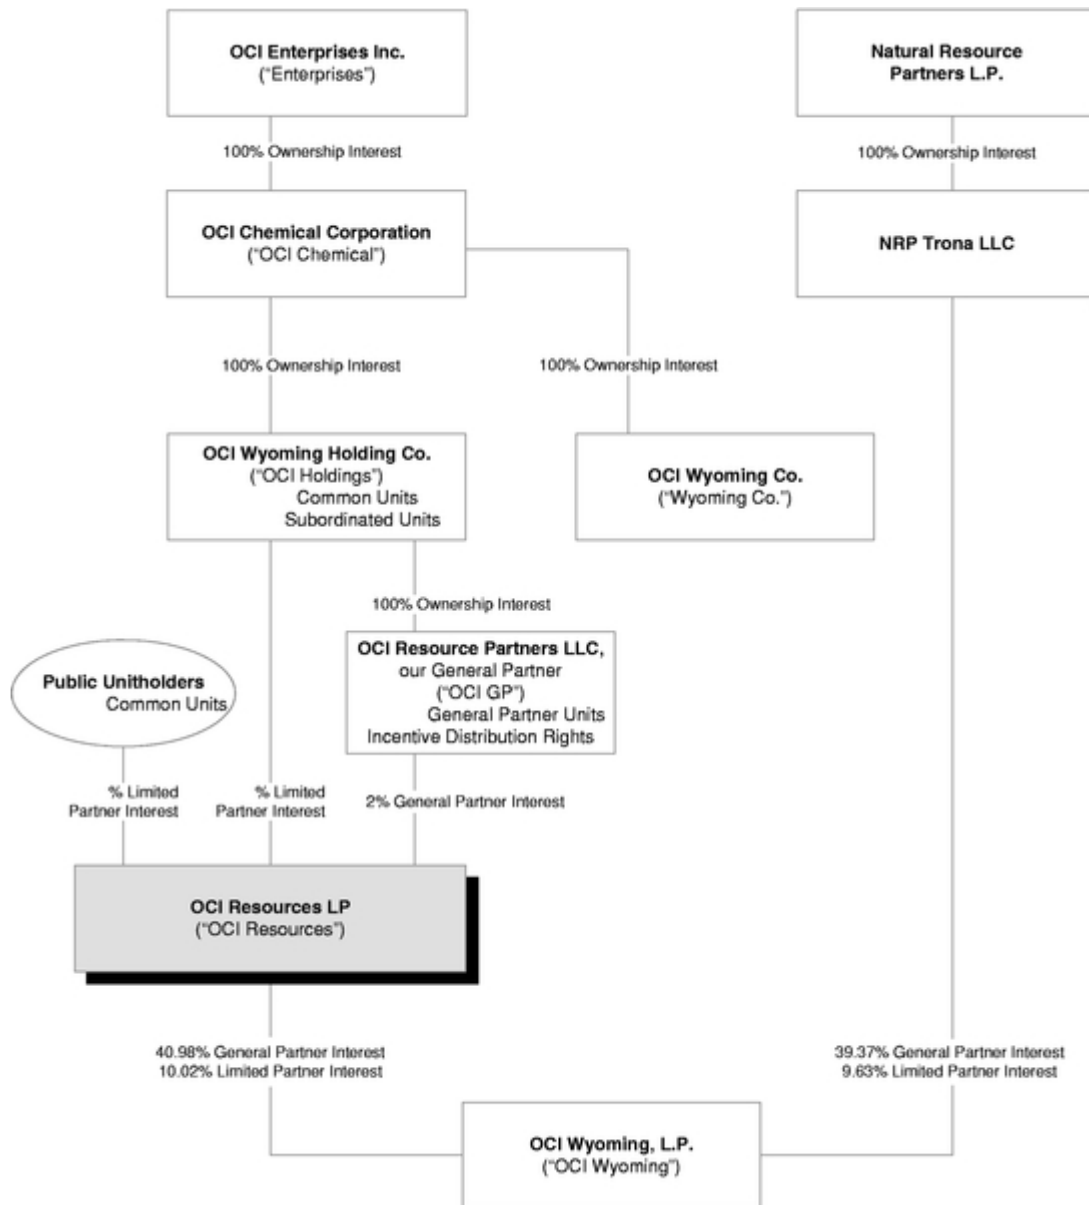 OCI Enterprises Inc.
("Enterprises")
Natural Resource
Partners L.P.
100% Ownership Interest
100% Ownership Interest
OCI Chemical Corporation
("OCI Chemical")
NRP Trona LLC
100% Ownership Interest
100% Ownership Interest
OCI Wyoming Holding Co.
("OCI Holdings")
Common Units
Subordinated Units
OCI Wyoming Co.
("Wyoming Co.")
100% Ownership Interest
Public Unitholders
Common Units
OCI Resource Partners LLC,
our General Partner
("OCI GP")
General Partner Units
Incentive Distribution Rights
% Limited
Partner Interest
% Limited
Partner Interest
2% General Partner Interest
OCI Resources LP
("OCI Resources")
40.98% General Partner Interest
10.02% Limited Partner Interest
39.37% General Partner Interest
9.63% Limited Partner Interest
OCI Wyoming, L.P.
("OCI Wyoming")